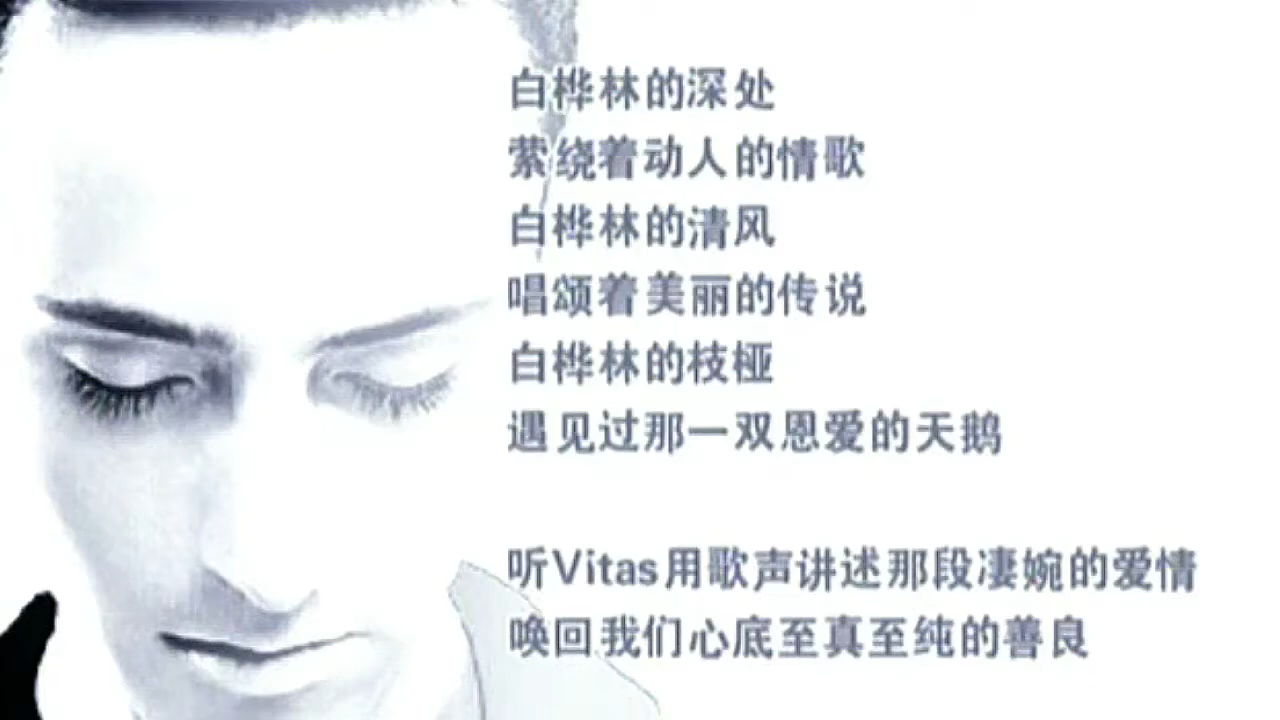 白桦林的深处
萦绕着动人的情歌
白桦林的清风
唱颂着美丽的传说
白桦林的枝桠
遇见过那一双恩爱的天鹅
听Vitas用歌声讲述那段凄婉的爱情
唤回我们心底至真至纯的善良